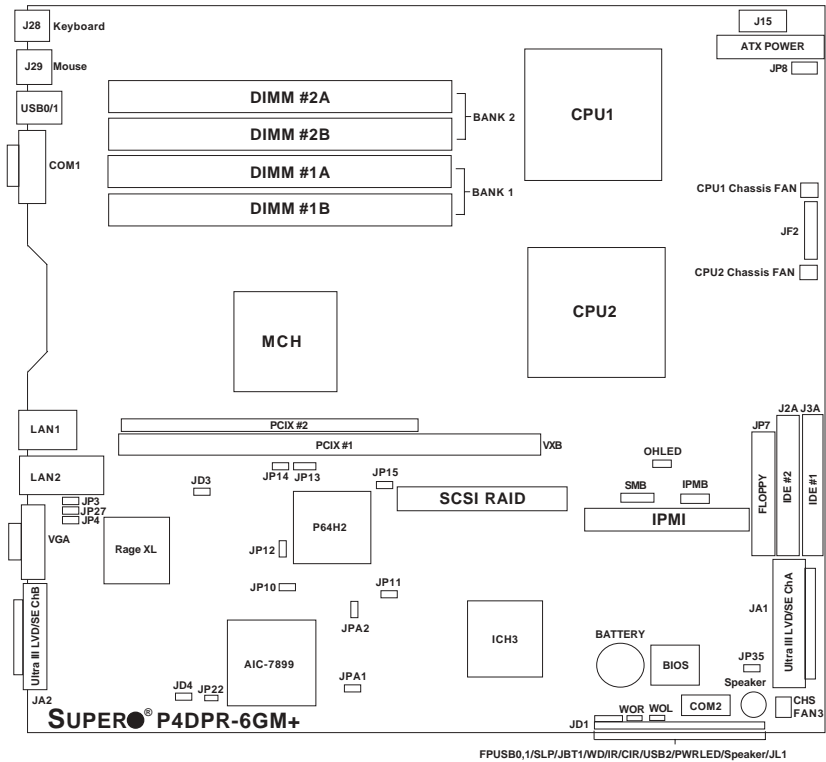 J28 Keyboard
J15
ATX POWER
J29 Mouse
JP8
USB0/1
DIMM #2A
CPU1
BANK 2
DIMM #2B
COM1
DIMM #1A
CPU1 Chassis FAN
BANK 1
DIMM #1B
JF2
CPU2 Chassis FAN
CPU2
MCH
J2A J3A
PCIX #2
JP7
LAN1
PCIX #1
VXB
OHLED
LAN2
JP14 JP13
JP15
JD3
SMB
IPMB
SCSI RAID
FLOPPY
IDE #2
IDE #1
JP3
JP27
JP4
IPMI
P64H2
VGA
Rage XL
JP12
JP10
JP11
Ultra III LVD/SE ChB
Ultra III LVD/SE ChA
JA1
JPA2
ICH3
BATTERY
AIC-7899
BIOS
JP35
JPA1
Speaker
JD4
JP22
JA2
COM2
CHS
FAN3
WOR
WOL
SUPER® P4DPR-6GM+
JD1
FPUSB0,1/SLP/JBT1/WD/IR/CIR/USB2/PWRLED/Speaker/JL1